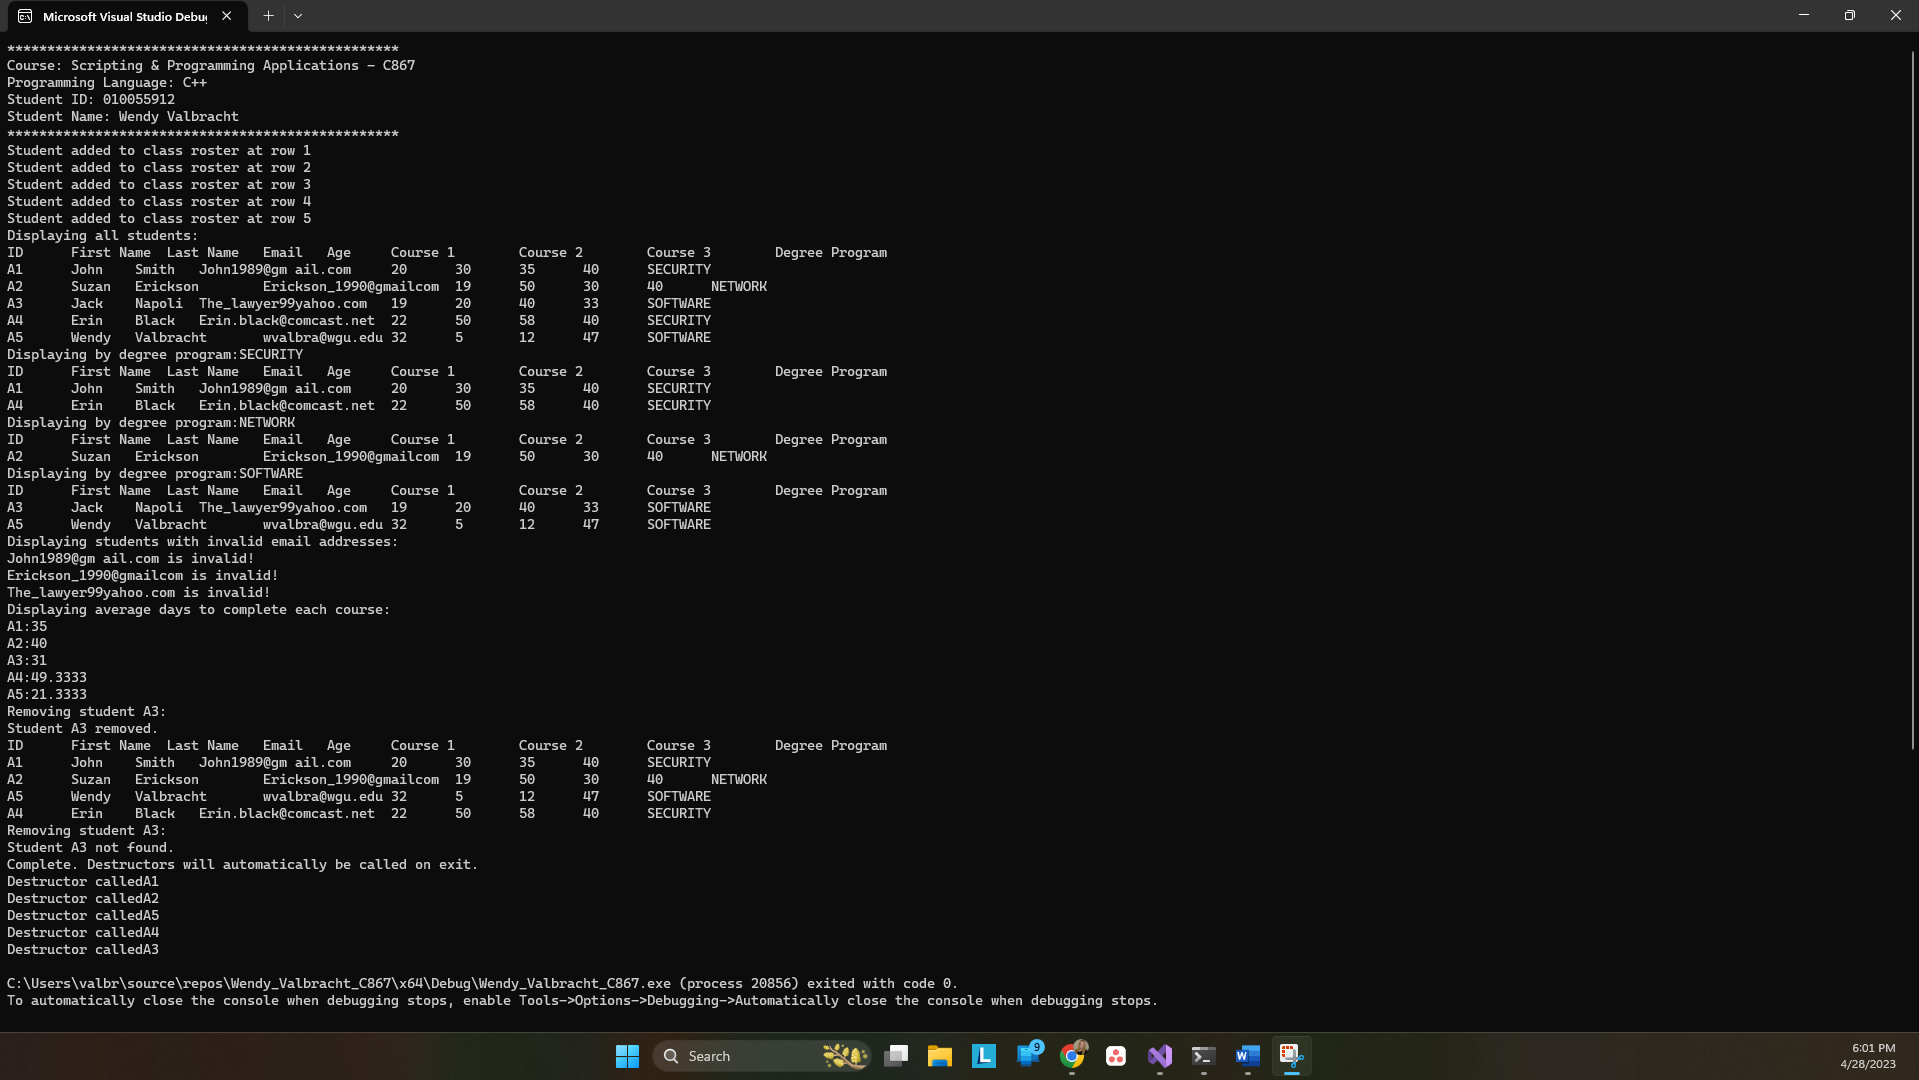 Microsoft Visual Studio Debug
*************************************************
Course: Scripting & Programming Applications - C867
Programming Language: C++
Student ID: 010055912
Student Name: Wendy Valbracht
*************************************************
Student added to class roster at row 1
Student added to class roster at row 2
Student added to class roster at row 3
Student added to class roster at row 4
Student added to class roster at row 5
Displaying all students:
ID First Name Last Name Email Age Course 1 Course 2 Course 3 Degree Program
A1 John Smith John1989@gm ail.com 20 30 35 40 SECURITY
A2 Suzan Erickson Erickson_1990@gmailcom 19 50 30 40 NETWORK
A3 Jack Napoli The_lawyer99yahoo.com 19 20 40 33 SOFTWARE
A4 Erin Black Erin.black@comcast.net 22 50 58 40 SECURITY
A5 Wendy Valbracht wvalbra@wgu.edu 32 5 12 47 SOFTWARE
Displaying by degree program:SECURITY
ID First Name Last Name Email Age Course 1 Course 2 Course 3 Degree Program
A1 John Smith John1989@gm ail.com 20 30 35 40 SECURITY
A4 Erin Black Erin.black@comcast.net 22 50 58 40 SECURITY
Displaying by degree program:NETWORK
ID First Name Last Name Email Age Course 1 Course 2 Course 3 Degree Program
A2 Suzan Erickson Erickson_1990@gmailcom 19 50 30 40 NETWORK
Displaying by degree program:SOFTWARE
ID First Name Last Name Email Age Course 1 Course 2 Course 3 Degree Program
A3 Jack Napoli The_lawyer99yahoo.com 19 20 40 33 SOFTWARE
A5 Wendy Valbracht wvalbra@wgu.edu 32 5 12 47 SOFTWARE
Displaying students with invalid email addresses:
John1989@gm ail.com is invalid!
Erickson_1990@gmailcom is invalid!
The_lawyer99yahoo.com is invalid!
Displaying average days to complete each course:
A1:35
A2:40
A3:31
A4:49.3333
A5:21.3333
Removing student A3:
Student A3 removed.
ID First Name Last Name Email Age Course 1 Course 2 Course 3 Degree Program
A1 John Smith John1989@gm ail.com 20 30 35 40 SECURITY
A2 Suzan Erickson Erickson_1990@gmailcom 19 50 30 40 NETWORK
A5 Wendy Valbracht wvalbra@wgu.edu 32 5 12 47 SOFTWARE
A4 Erin Black Erin.black@comcast.net 22 50 58 40 SECURITY
Removing student A3:
Student A3 not found.
Complete. Destructors will automatically be called on exit.
Destructor calledA1
Destructor calledA2
Destructor calledA5
Destructor calledA4
Destructor calledA3
C:\Users\valbr\source\repos\Wendy_Valbracht_C867\x64\Debug\Wendy_Valbracht_C867.exe (process 20856) exited with code 0.
To automatically close the console when debugging stops, enable Tools->Options->Debugging->Automatically close the console when debugging stops.
Search
L
9
W
6:01 PM
4/28/2023